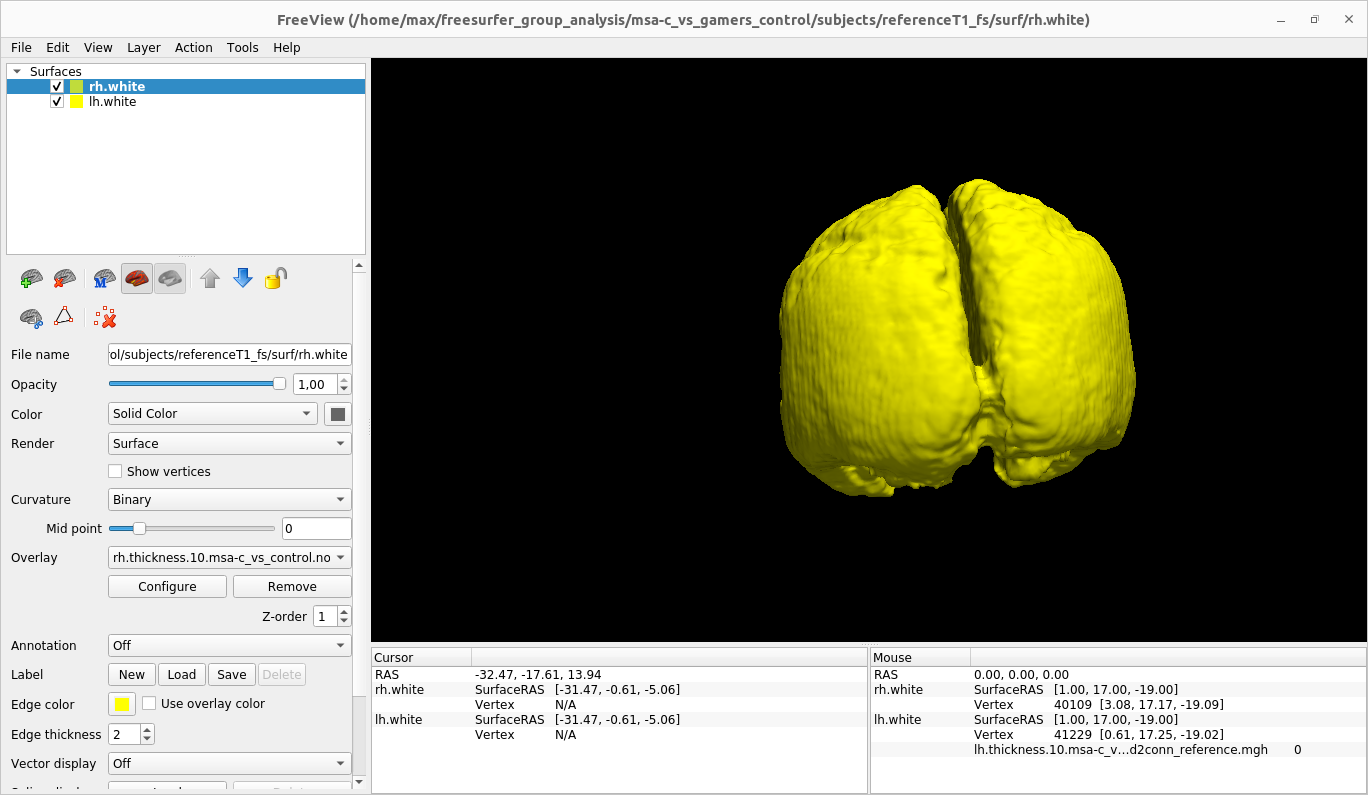 FreeView (/home/max/freesurfer_group_analysis/msa-c_vs_gamers_control/subjects/referenceT1_fs/surf/rh.white)
File Edit View Layer Action Tools Help
Surfaces
rh.white
lh.white
File name ol/subjects/referenceT1_fs/surf/rh.white
Opacity 1,00
Color Solid Color
Render Surface
Show vertices
Curvature Binary
Mid point 0
Overlay rh.thickness.10.msa-c_vs_control.no
Configure Remove
Z-order 1
Annotation Off
Label New Load Save Delete
Edge color Use overlay color
Edge thickness 2
Vector display Off
Cursor
RAS -32.47, -17.61, 13.94
rh.white SurfaceRAS [-31.47, -0.61, -5.06]
Vertex N/A
lh.white SurfaceRAS [-31.47, -0.61, -5.06]
Vertex N/A
Mouse
RAS 0.00, 0.00, 0.00
rh.white SurfaceRAS [1.00, 17.00, -19.00]
Vertex 40109 [3.08, 17.17, -19.09]
lh.white SurfaceRAS [1.00, 17.00, -19.00]
Vertex 41229 [0.61, 17.25, -19.02]
lh.thickness.10.msa-c_v...d2conn_reference.mgh 0